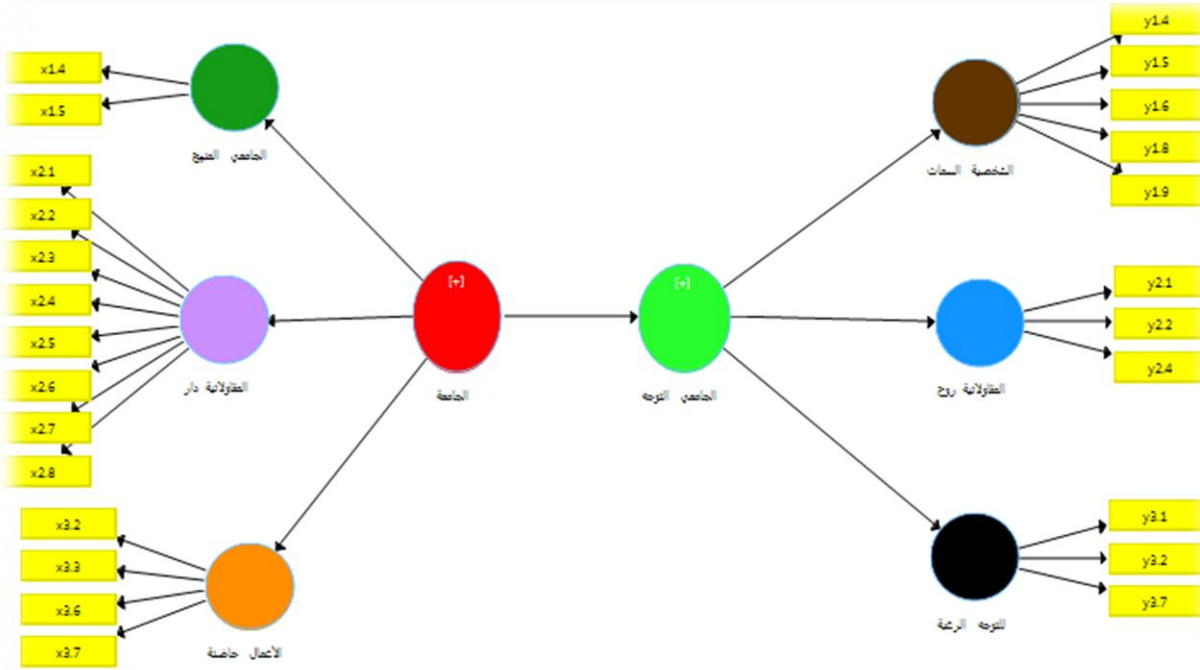 x1.4
x1.5
الجامعي المنهج
x2.1
x2.2
x2.3
x2.4
x2.5
x2.6
x2.7
x2.8
المقاولاتية دار
x3.2
x3.3
x3.6
x3.7
الأعمال حاضنة
[+]
الجامعة
[+]
الجامعي التوجه
y1.4
y1.5
y1.6
y1.8
y1.9
الشخصية السمات
y2.1
y2.2
y2.4
المقاولاتية روح
y3.1
y3.2
y3.7
للتوجه الرغبة